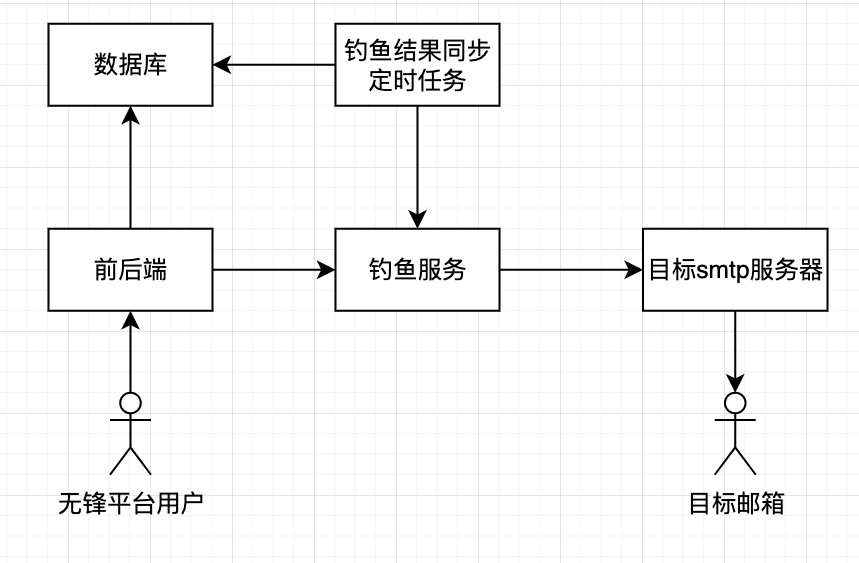 数据库
钓鱼结果同步
定时任务
前后端
钓鱼服务
目标smtp服务器
无锋平台用户
目标邮箱